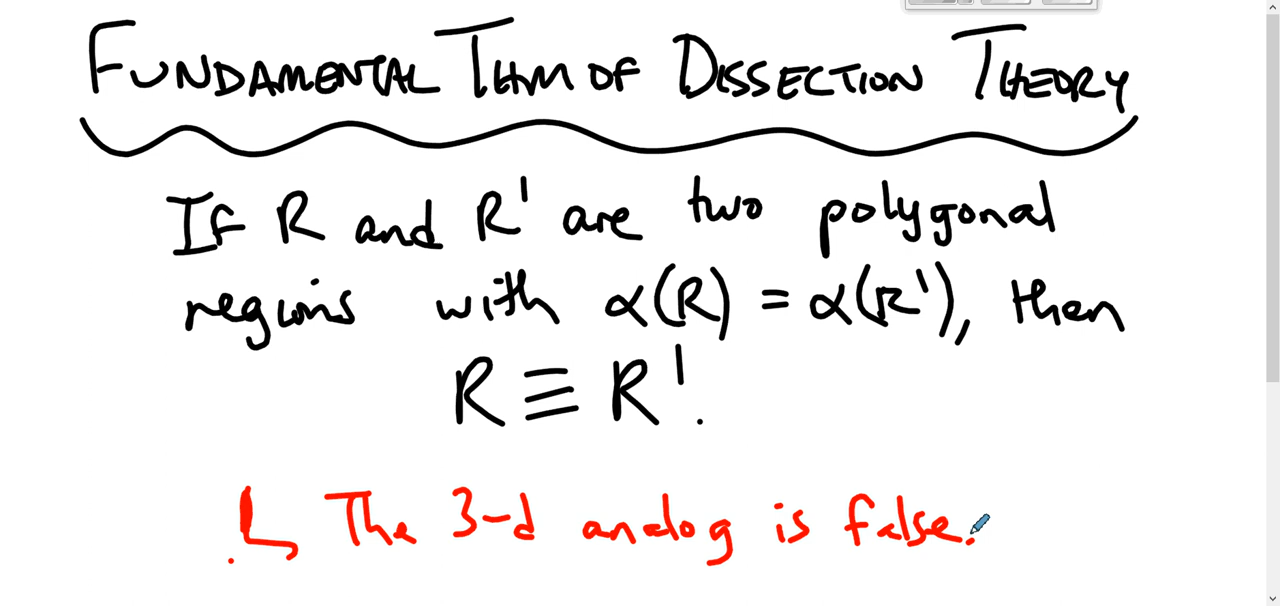 FUNDAMENTAL THM OF DISSECTION THEORY
If R and R' are two polygonal
regions with α(R) = α(R'), then
R ≡ R'.
The 3-d analog is false.